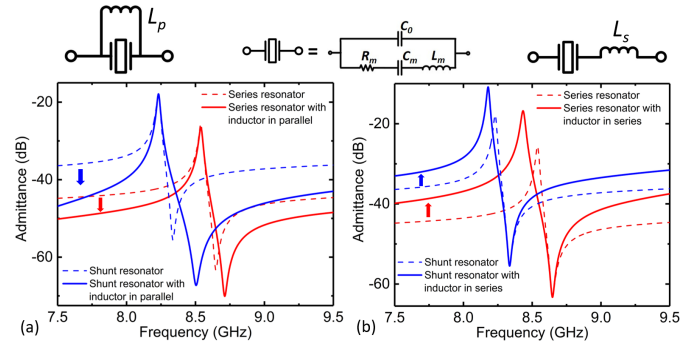 Lp
= C0
Rm Cm Lm
Ls
-20
-40
-60
Admittance (dB)
Series resonator
Series resonator with
inductor in parallel
Shunt resonator
Shunt resonator with
inductor in parallel
7.5 8.0 8.5 9.0 9.5
(a) Frequency (GHz)
-20
-40
-60
Admittance (dB)
Series resonator
Series resonator with
inductor in series
Shunt resonator
Shunt resonator with
inductor in series
7.5 8.0 8.5 9.0 9.5
(b) Frequency (GHz)